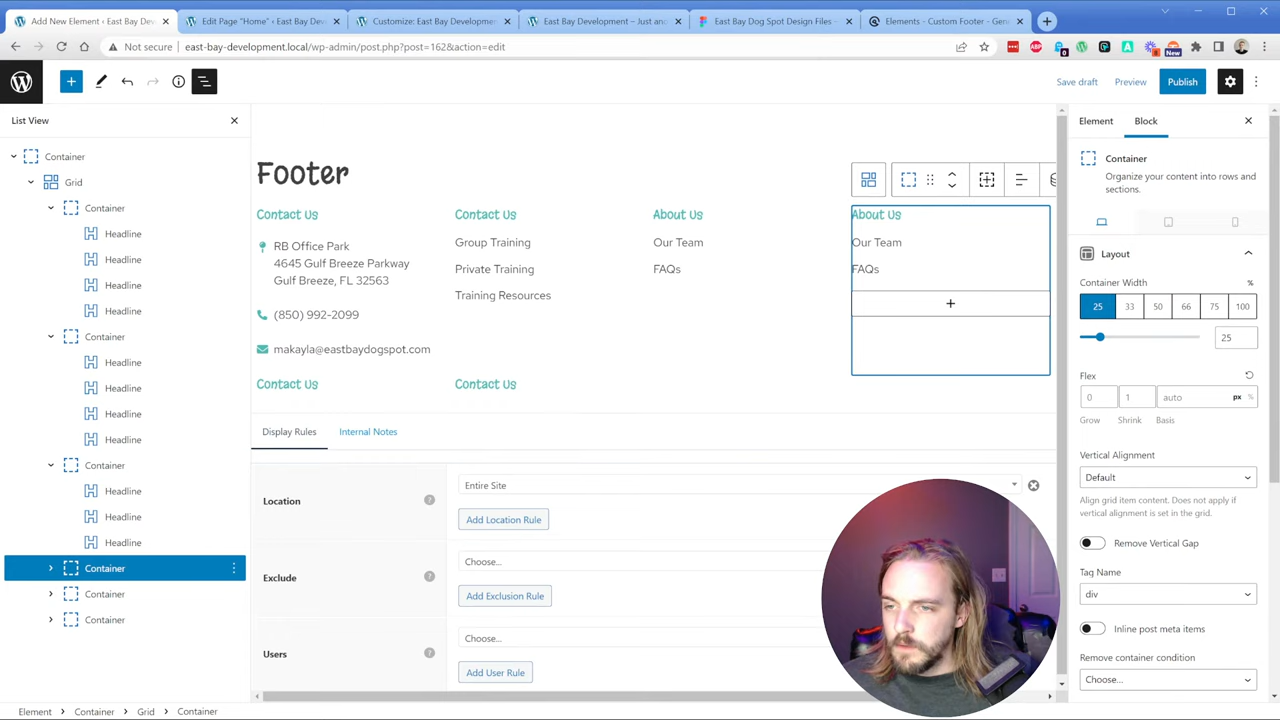 Add New Element ‹ East Bay De
Edit Page “Home” ‹ East Bay Dev
Customize: East Bay Development
East Bay Development – Just ano
East Bay Dog Spot Design Files –
Elements - Custom Footer - Gene
Not secure
east-bay-development.local/wp-admin/post.php?post=162&action=edit
ABP
0
New
Save draft
Preview
Publish
List View
Container
Grid
Container
Headline
Headline
Headline
Headline
Container
Headline
Headline
Headline
Headline
Container
Headline
Headline
Headline
Container
Container
Container
Footer
Contact Us
RB Office Park
4645 Gulf Breeze Parkway
Gulf Breeze, FL 32563
(850) 992-2099
makayla@eastbaydogspot.com
Contact Us
Group Training
Private Training
Training Resources
About Us
Our Team
FAQs
About Us
Our Team
FAQs
Contact Us
Contact Us
Display Rules
Internal Notes
Location
?
Entire Site
Add Location Rule
Exclude
?
Choose...
Add Exclusion Rule
Users
?
Choose...
Add User Rule
Element
Block
Container
Organize your content into rows and
sections.
Layout
Container Width
%
25
33
50
66
75
100
25
Flex
0
1
auto
px
%
Grow
Shrink
Basis
Vertical Alignment
Default
Align grid item content. Does not apply if
vertical alignment is set in the grid.
Remove Vertical Gap
Tag Name
div
Inline post meta items
Remove container condition
Choose...
Element
Container
Grid
Container